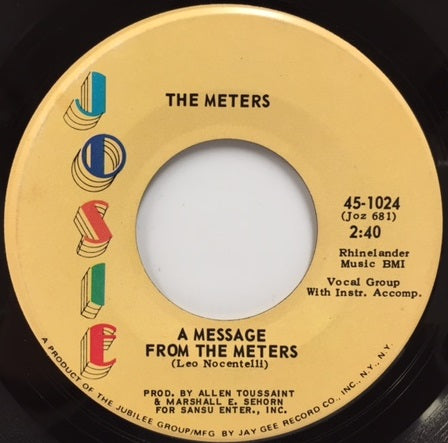 JOSIE
THE METERS
45-1024
(Joz 681)
2:40
Rhinelander
Music BMI
Vocal Group
With Instr. Accomp.
A MESSAGE
FROM THE METERS
(Leo Nocentelli)
PROD. BY ALLEN TOUSSAINT
& MARSHALL E. SEHORN
FOR SANSU ENTER., INC.
A PRODUCT OF THE JUBILEE GROUP/MFG BY JAY GEE RECORD CO., INC., N.Y., N.Y.